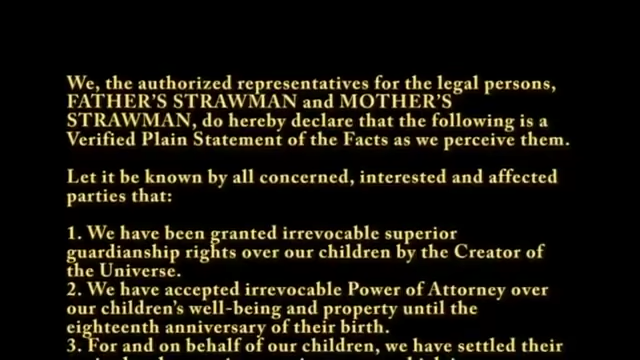 We, the authorized representatives for the legal persons,
FATHER'S STRAWMAN and MOTHER'S
STRAWMAN, do hereby declare that the following is a
Verified Plain Statement of the Facts as we perceive them.
Let it be known by all concerned, interested and affected
parties that:
1. We have been granted irrevocable superior
guardianship rights over our children by the Creator of
the Universe.
2. We have accepted irrevocable Power of Attorney over
our children's well-being and property until the
eighteenth anniversary of their birth.
3. For and on behalf of our children, we have settled their